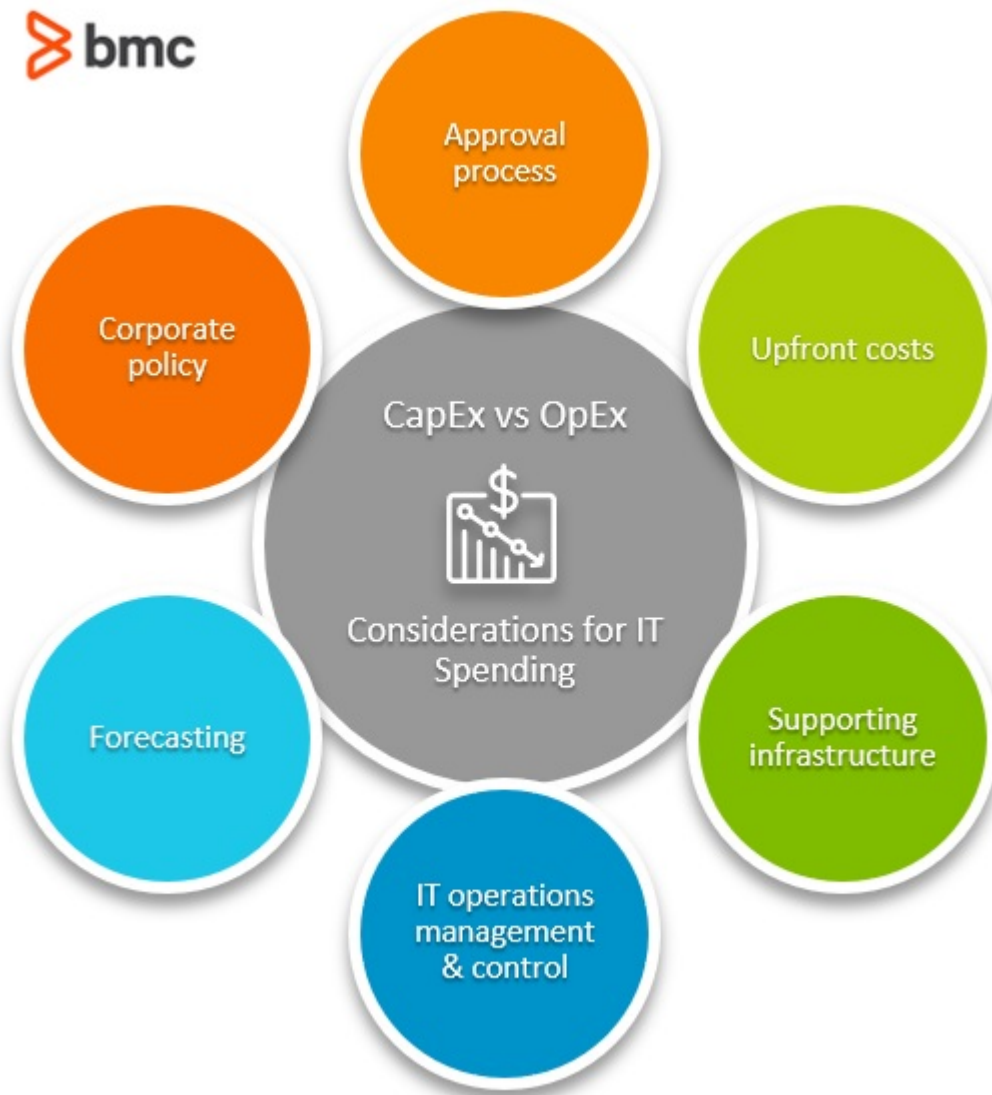 bmc
Approval
process
Upfront costs
Supporting
infrastructure
IT operations
management
& control
Forecasting
Corporate
policy
CapEx vs OpEx
$
Considerations for IT
Spending